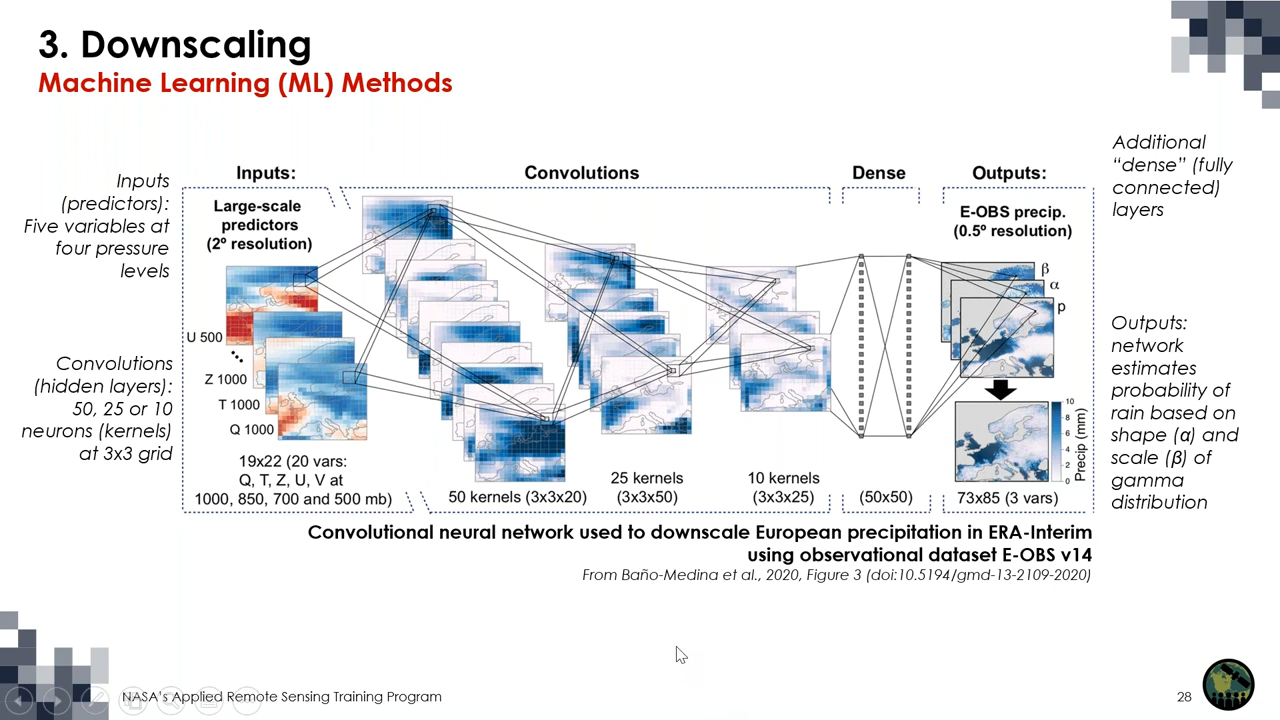 3. Downscaling
Machine Learning (ML) Methods
Inputs
(predictors):
Five variables at
four pressure
levels
Convolutions
(hidden layers):
50, 25 or 10
neurons (kernels)
at 3x3 grid
Inputs:
Large-scale
predictors
(2º resolution)
U 500
Z 1000
T 1000
Q 1000
19x22 (20 vars:
Q, T, Z, U, V at
1000, 850, 700 and 500 mb)
Convolutions
50 kernels (3x3x20)
25 kernels
(3x3x50)
10 kernels
(3x3x25)
Dense
(50x50)
Outputs:
E-OBS precip.
(0.5º resolution)
β
α
p
10
8
6
4
2
0
Precip (mm)
73x85 (3 vars)
Additional
“dense” (fully
connected)
layers
Outputs:
network
estimates
probability of
rain based on
shape (α) and
scale (β) of
gamma
distribution
Convolutional neural network used to downscale European precipitation in ERA-Interim
using observational dataset E-OBS v14
From Baño-Medina et al., 2020, Figure 3 (doi:10.5194/gmd-13-2109-2020)
NASA’s Applied Remote Sensing Training Program
28